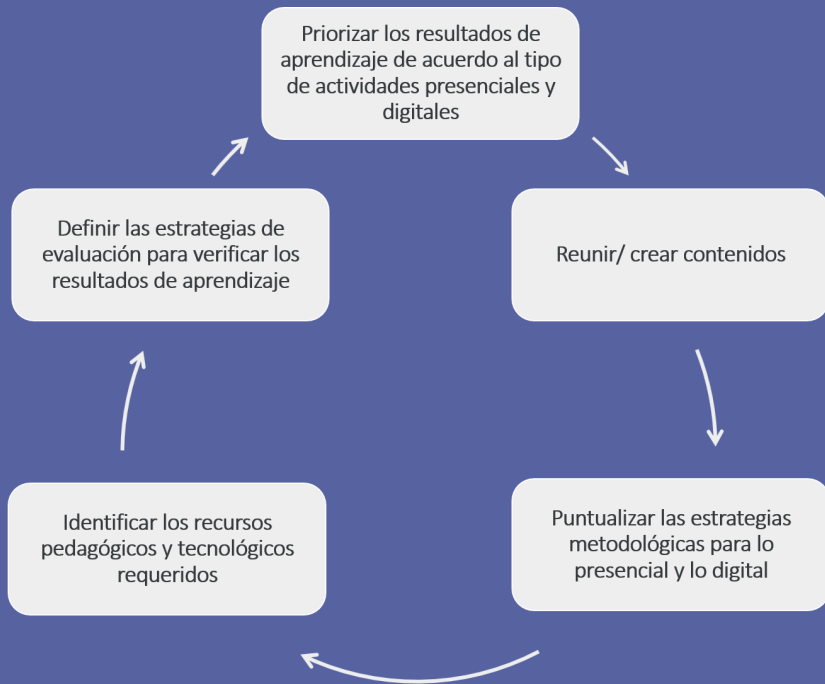 Priorizar los resultados de
aprendizaje de acuerdo al tipo
de actividades presenciales y
digitales
Reunir/ crear contenidos
Puntualizar las estrategias
metodológicas para lo
presencial y lo digital
Identificar los recursos
pedagógicos y tecnológicos
requeridos
Definir las estrategias de
evaluación para verificar los
resultados de aprendizaje